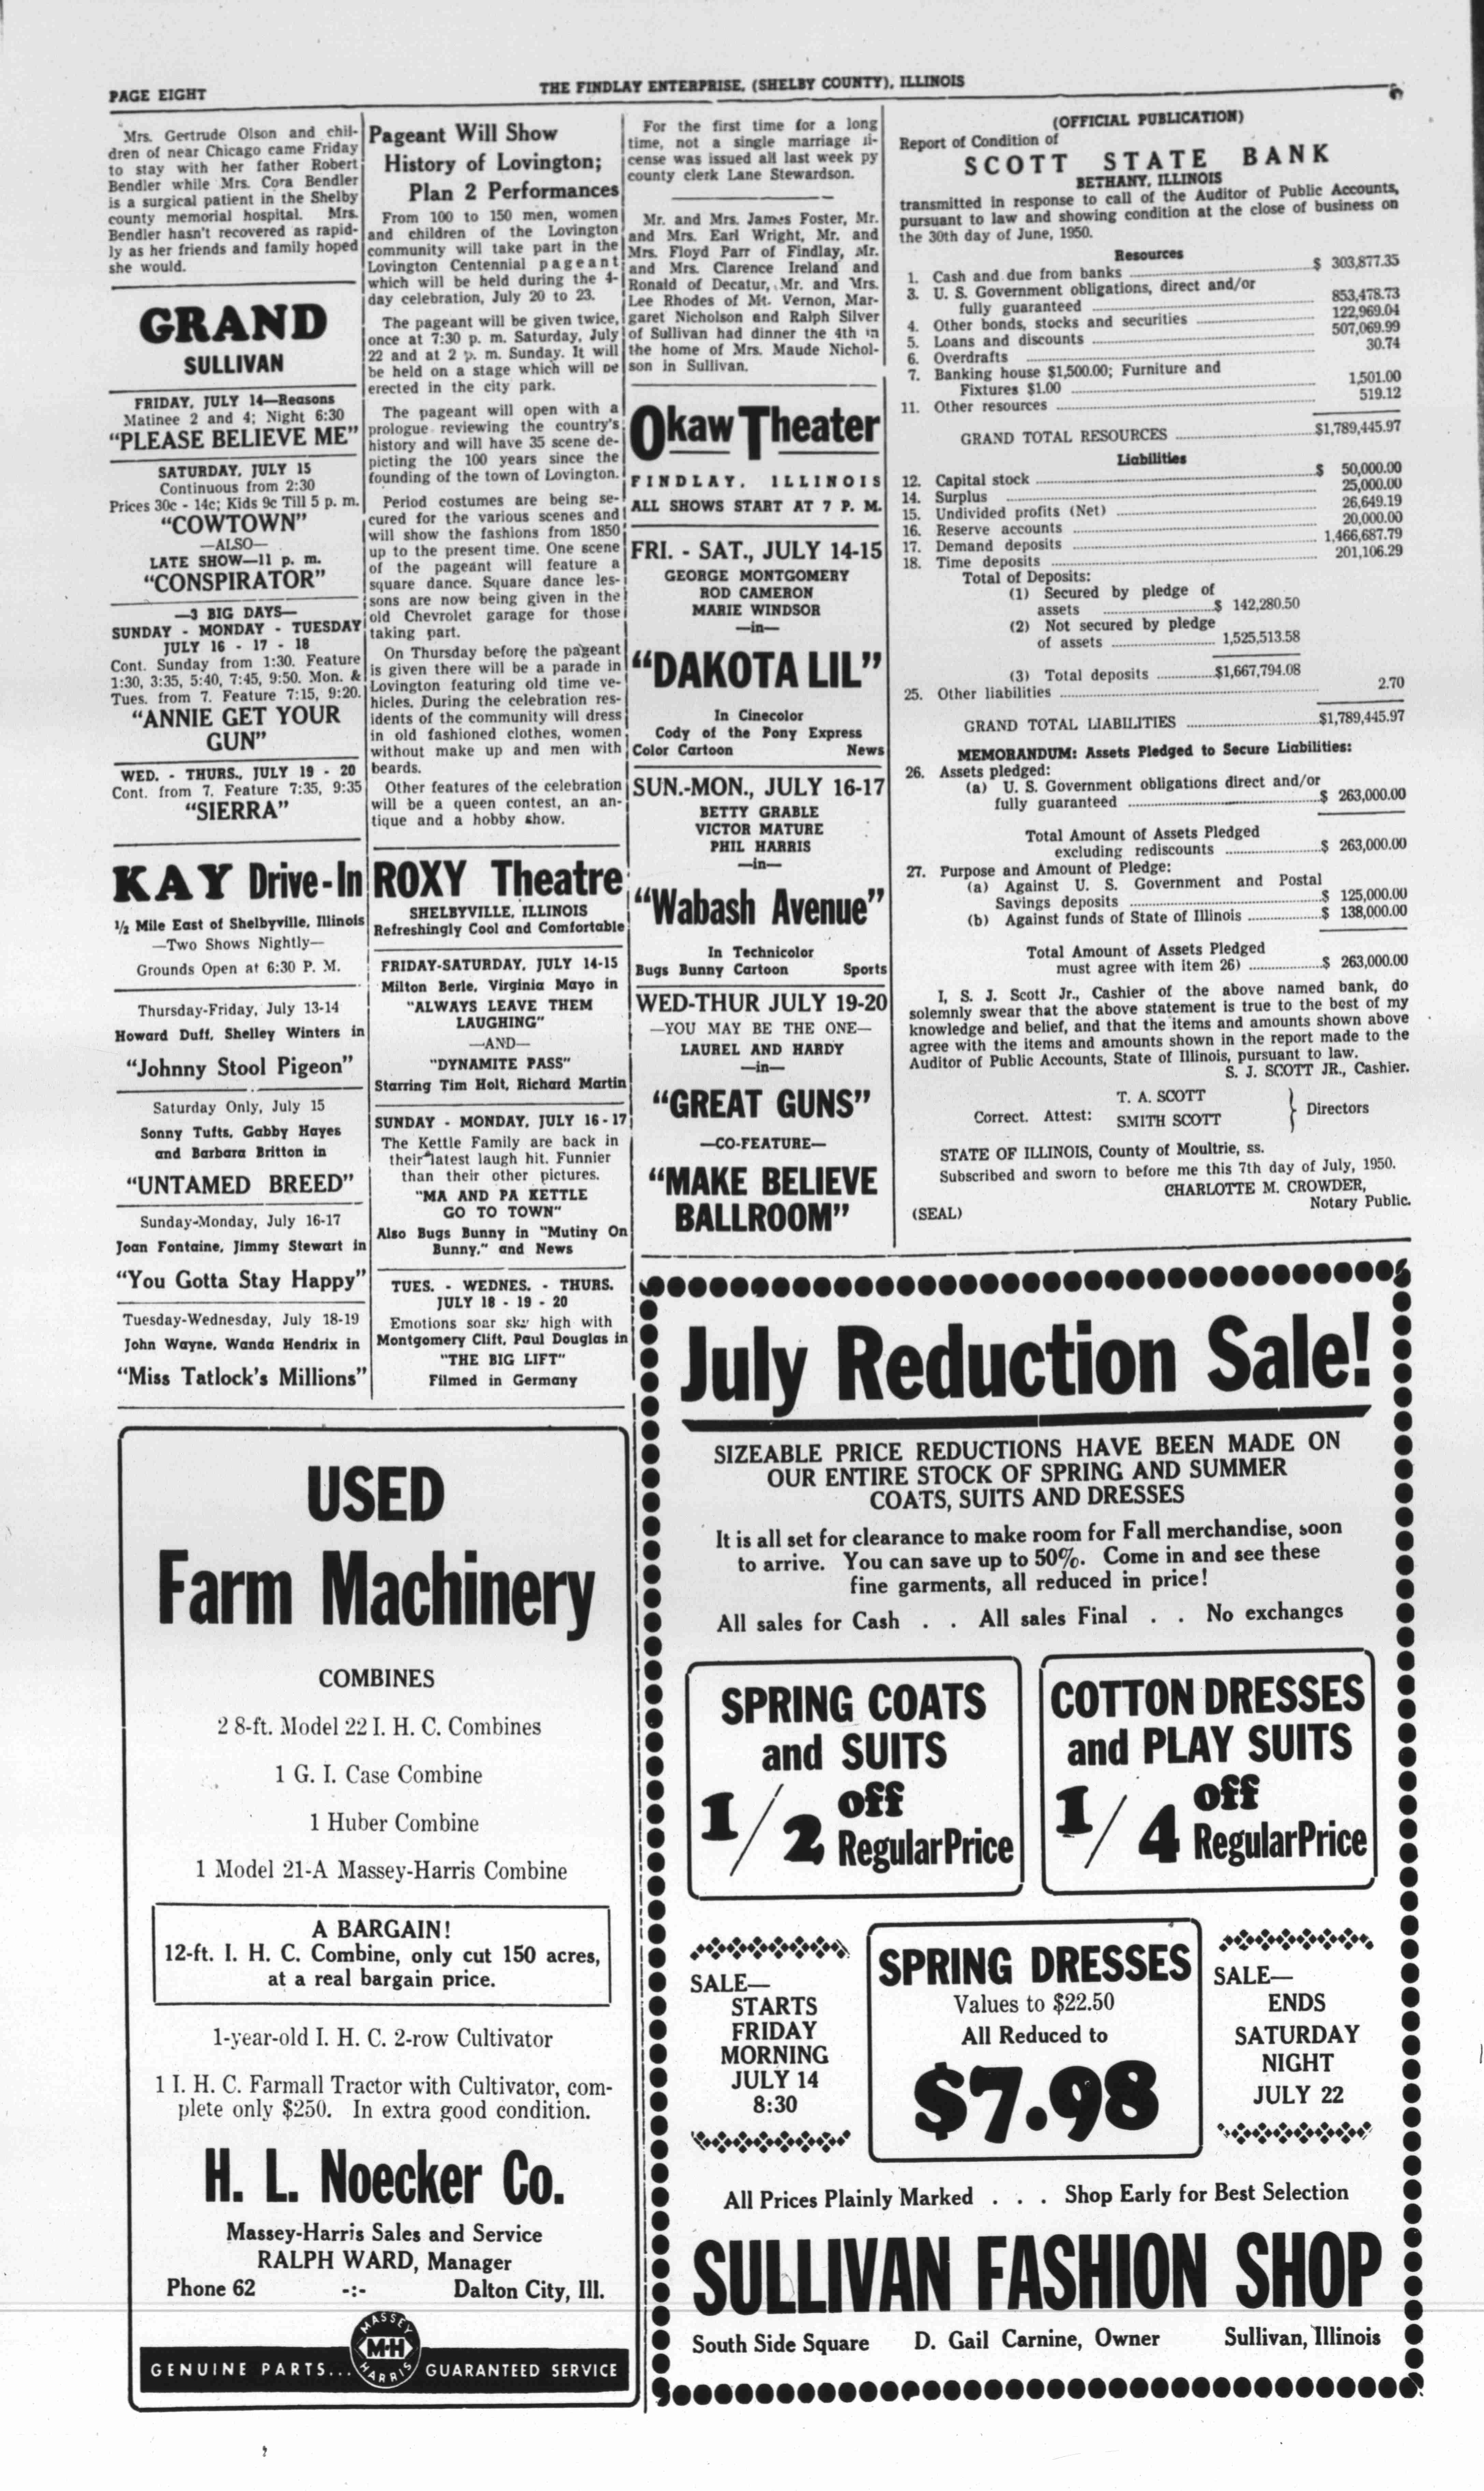 PAGE EIGHT
THE FINDLAY ENTERPRISE, (SHELBY COUNTY), ILLINOIS
Mrs. Gertrude Olson and chil-
dren of near Chicago came Friday
to stay with her father Robert
Bendler while Mrs. Cora Bendler
is a surgical patient in the Shelby
county memorial hospital. Mrs.
Bendler hasn't recovered as rapid-
ly as her friends and family hoped
she would.
GRAND
SULLIVAN
FRIDAY, JULY 14—Reasons
Matinee 2 and 4; Night 6:30
"PLEASE BELIEVE ME"
SATURDAY, JULY 15
Continuous from 2:30
Prices 30c - 14c; Kids 9c Till 5 p. m.
"COWTOWN"
—ALSO—
LATE SHOW—11 p. m.
"CONSPIRATOR"
—3 BIG DAYS—
SUNDAY - MONDAY - TUESDAY
JULY 16 - 17 - 18
Cont. Sunday from 1:30. Feature
1:30, 3:35, 5:40, 7:45, 9:50. Mon. &
Tues. from 7. Feature 7:15, 9:20.
"ANNIE GET YOUR
GUN"
WED. - THURS., JULY 19 - 20
Cont. from 7. Feature 7:35, 9:35
"SIERRA"
KAY Drive-In
½ Mile East of Shelbyville, Illinois
—Two Shows Nightly—
Grounds Open at 6:30 P. M.
Thursday-Friday, July 13-14
Howard Duff, Shelley Winters in
"Johnny Stool Pigeon"
Saturday Only, July 15
Sonny Tufts, Gabby Hayes
and Barbara Britton in
"UNTAMED BREED"
Sunday-Monday, July 16-17
Joan Fontaine, Jimmy Stewart in
"You Gotta Stay Happy"
Tuesday-Wednesday, July 18-19
John Wayne, Wanda Hendrix in
"Miss Tatlock's Millions"
Pageant Will Show
History of Lovington;
Plan 2 Performances
From 100 to 150 men, women
and children of the Lovington
community will take part in the
Lovington Centennial pageant
which will be held during the 4-
day celebration, July 20 to 23.
The pageant will be given twice,
once at 7:30 p. m. Saturday, July
22 and at 2 p. m. Sunday. It will
be held on a stage which will be
erected in the city park.
The pageant will open with a
prologue reviewing the country's
history and will have 35 scene de-
picting the 100 years since the
founding of the town of Lovington.
Period costumes are being se-
cured for the various scenes and
will show the fashions from 1850
up to the present time. One scene
of the pageant will feature a
square dance. Square dance les-
sons are now being given in the
old Chevrolet garage for those
taking part.
On Thursday before the pageant
is given there will be a parade in
Lovington featuring old time ve-
hicles. During the celebration res-
idents of the community will dress
in old fashioned clothes, women
without make up and men with
beards.
Other features of the celebration
will be a queen contest, an an-
tique and a hobby show.
ROXY Theatre
SHELBYVILLE, ILLINOIS
Refreshingly Cool and Comfortable
FRIDAY-SATURDAY, JULY 14-15
Milton Berle, Virginia Mayo in
"ALWAYS LEAVE THEM
LAUGHING"
—AND—
"DYNAMITE PASS"
Starring Tim Holt, Richard Martin
SUNDAY - MONDAY, JULY 16-17
The Kettle Family are back in
their latest laugh hit. Funnier
than their other pictures.
"MA AND PA KETTLE
GO TO TOWN"
Also Bugs Bunny in "Mutiny On
Bunny," and News
TUES. - WEDNES. - THURS.
JULY 18 - 19 - 20
Emotions soar sky high with
Montgomery Clift, Paul Douglas in
"THE BIG LIFT"
Filmed in Germany
For the first time for a long
time, not a single marriage li-
cense was issued all last week py
county clerk Lane Stewardson.
Mr. and Mrs. James Foster, Mr.
and Mrs. Earl Wright, Mr. and
Mrs. Floyd Parr of Findlay, Mr.
and Mrs. Clarence Ireland and
Ronald of Decatur, Mr. and Mrs.
Lee Rhodes of Mt. Vernon, Mar-
garet Nicholson and Ralph Silver
of Sullivan had dinner the 4th in
the home of Mrs. Maude Nichol-
son in Sullivan.
Okaw Theater
FINDLAY, ILLINOIS
ALL SHOWS START AT 7 P. M.
FRI. - SAT., JULY 14-15
GEORGE MONTGOMERY
ROD CAMERON
MARIE WINDSOR
—in—
"DAKOTA LIL"
In Cinecolor
Cody of the Pony Express
Color Cartoon News
SUN.-MON., JULY 16-17
BETTY GRABLE
VICTOR MATURE
PHIL HARRIS
—in—
"Wabash Avenue"
In Technicolor
Bugs Bunny Cartoon Sports
WED-THUR JULY 19-20
—YOU MAY BE THE ONE—
LAUREL AND HARDY
—in—
"GREAT GUNS"
—CO-FEATURE—
"MAKE BELIEVE
BALLROOM"
(OFFICIAL PUBLICATION)
Report of Condition of
SCOTT STATE BANK
BETHANY, ILLINOIS
transmitted in response to call of the Auditor of Public Accounts,
pursuant to law and showing condition at the close of business on
the 30th day of June, 1950.
Resources
1. Cash and due from banks $ 303,877.35
3. U. S. Government obligations, direct and/or
fully guaranteed 853,478.73
4. Other bonds, stocks and securities 122,969.04
5. Loans and discounts 507,069.99
6. Overdrafts 30.74
7. Banking house $1,500.00; Furniture and
Fixtures $1.00 1,501.00
11. Other resources 519.12
GRAND TOTAL RESOURCES $1,789,445.97
Liabilities
12. Capital stock $ 50,000.00
14. Surplus 25,000.00
15. Undivided profits (Net) 26,649.19
16. Reserve accounts 20,000.00
17. Demand deposits 1,466,687.79
18. Time deposits 201,106.29
Total of Deposits:
(1) Secured by pledge of
assets $ 142,280.50
(2) Not secured by pledge
of assets 1,525,513.58
(3) Total deposits $1,667,794.08
25. Other liabilities 2.70
GRAND TOTAL LIABILITIES $1,789,445.97
MEMORANDUM: Assets Pledged to Secure Liabilities:
26. Assets pledged:
(a) U. S. Government obligations direct and/or
fully guaranteed $ 263,000.00
Total Amount of Assets Pledged
excluding rediscounts $ 263,000.00
27. Purpose and Amount of Pledge:
(a) Against U. S. Government and Postal
Savings deposits $ 125,000.00
(b) Against funds of State of Illinois $ 138,000.00
Total Amount of Assets Pledged
must agree with item 26) $ 263,000.00
I, S. J. Scott Jr., Cashier of the above named bank, do
solemnly swear that the above statement is true to the best of my
knowledge and belief, and that the items and amounts shown above
agree with the items and amounts shown in the report made to the
Auditor of Public Accounts, State of Illinois, pursuant to law.
S. J. SCOTT JR., Cashier.
T. A. SCOTT
Correct. Attest: SMITH SCOTT } Directors
STATE OF ILLINOIS, County of Moultrie, ss.
Subscribed and sworn to before me this 7th day of July, 1950.
CHARLOTTE M. CROWDER,
Notary Public.
(SEAL)
USED
Farm Machinery
COMBINES
2 8-ft. Model 22 I. H. C. Combines
1 G. I. Case Combine
1 Huber Combine
1 Model 21-A Massey-Harris Combine
A BARGAIN!
12-ft. I. H. C. Combine, only cut 150 acres,
at a real bargain price.
1-year-old I. H. C. 2-row Cultivator
1 I. H. C. Farmall Tractor with Cultivator, com-
plete only $250. In extra good condition.
H. L. Noecker Co.
Massey-Harris Sales and Service
RALPH WARD, Manager
Phone 62 -:- Dalton City, Ill.
MASSEY
M-H
HARRIS
GENUINE PARTS... GUARANTEED SERVICE
July Reduction Sale!
SIZEABLE PRICE REDUCTIONS HAVE BEEN MADE ON
OUR ENTIRE STOCK OF SPRING AND SUMMER
COATS, SUITS AND DRESSES
It is all set for clearance to make room for Fall merchandise, soon
to arrive. You can save up to 50%. Come in and see these
fine garments, all reduced in price!
All sales for Cash . . All sales Final . . No exchanges
SPRING COATS
and SUITS
1/2 off
Regular Price
COTTON DRESSES
and PLAY SUITS
1/4 off
Regular Price
SALE—
STARTS
FRIDAY
MORNING
JULY 14
8:30
SPRING DRESSES
Values to $22.50
All Reduced to
$7.98
SALE—
ENDS
SATURDAY
NIGHT
JULY 22
All Prices Plainly Marked . . . Shop Early for Best Selection
SULLIVAN FASHION SHOP
South Side Square D. Gail Carnine, Owner Sullivan, Illinois